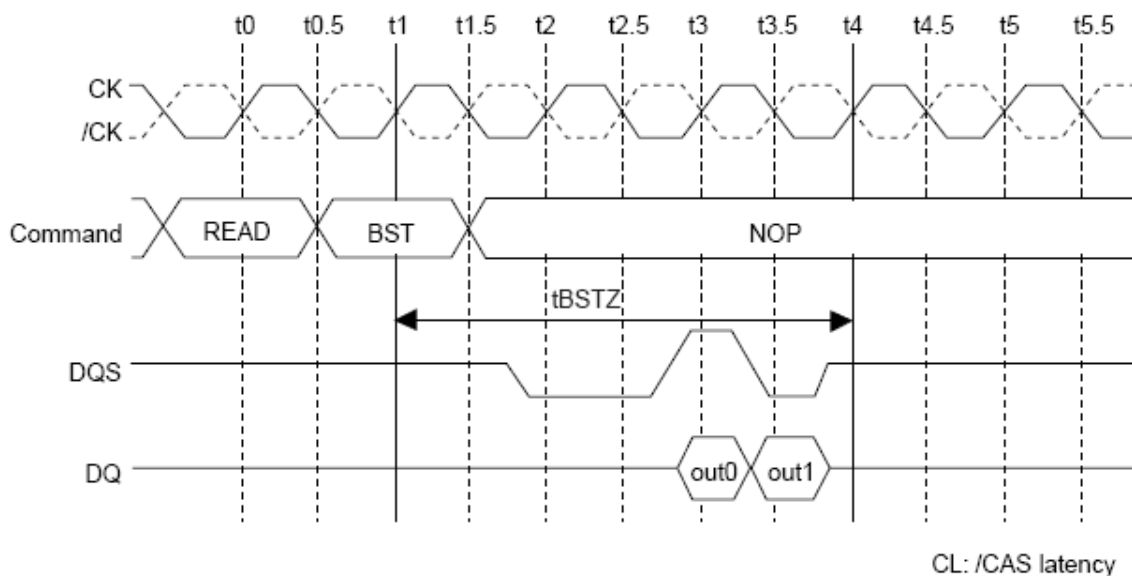 t0 t0.5 t1 t1.5 t2 t2.5 t3 t3.5 t4 t4.5 t5 t5.5
CK
/CK
Command READ BST NOP
tBSTZ
DQS
DQ out0 out1
CL: /CAS latency